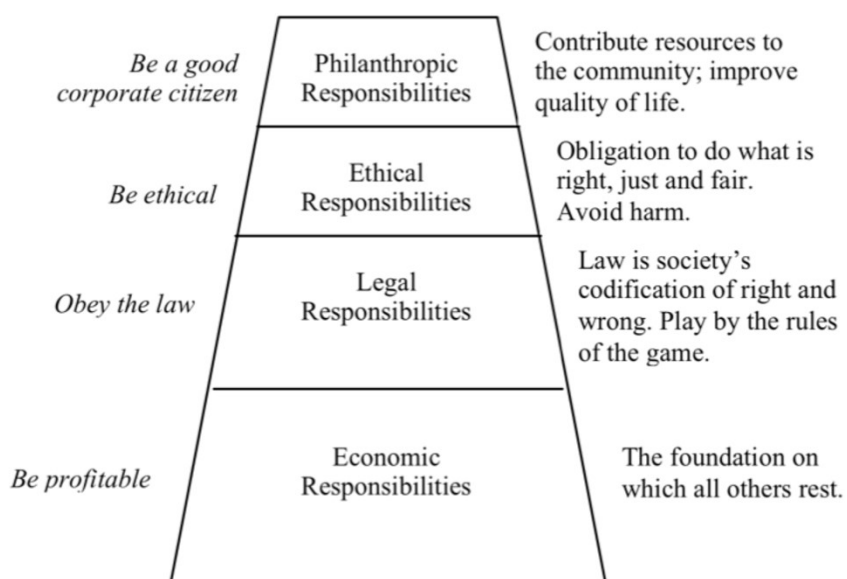 Be a good
corporate citizen
Philanthropic
Responsibilities
Contribute resources to
the community; improve
quality of life.
Be ethical
Ethical
Responsibilities
Obligation to do what is
right, just and fair.
Avoid harm.
Obey the law
Legal
Responsibilities
Law is society’s
codification of right and
wrong. Play by the rules
of the game.
Be profitable
Economic
Responsibilities
The foundation on
which all others rest.